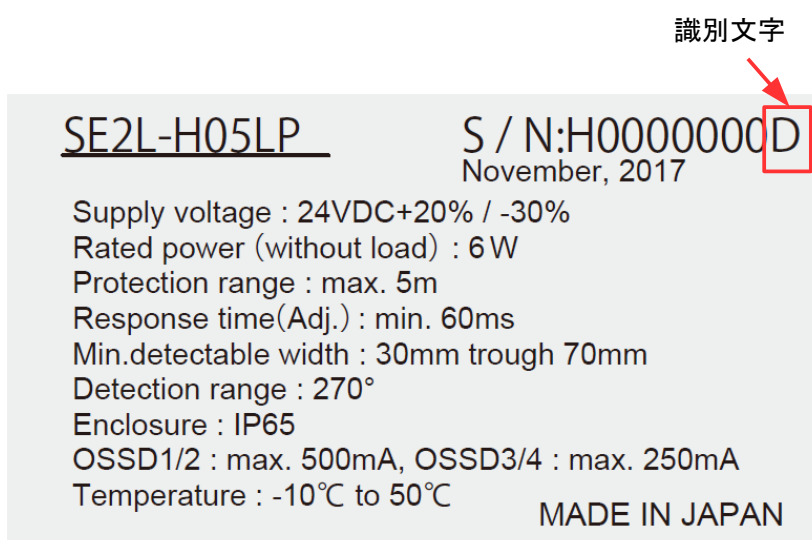 識別文字
SE2L-H05LP S / N:H0000000D
November, 2017
Supply voltage : 24VDC+20% / -30%
Rated power (without load) : 6W
Protection range : max. 5m
Response time(Adj.) : min. 60ms
Min.detectable width : 30mm trough 70mm
Detection range : 270°
Enclosure : IP65
OSSD1/2 : max. 500mA, OSSD3/4 : max. 250mA
Temperature : -10℃ to 50℃
MADE IN JAPAN